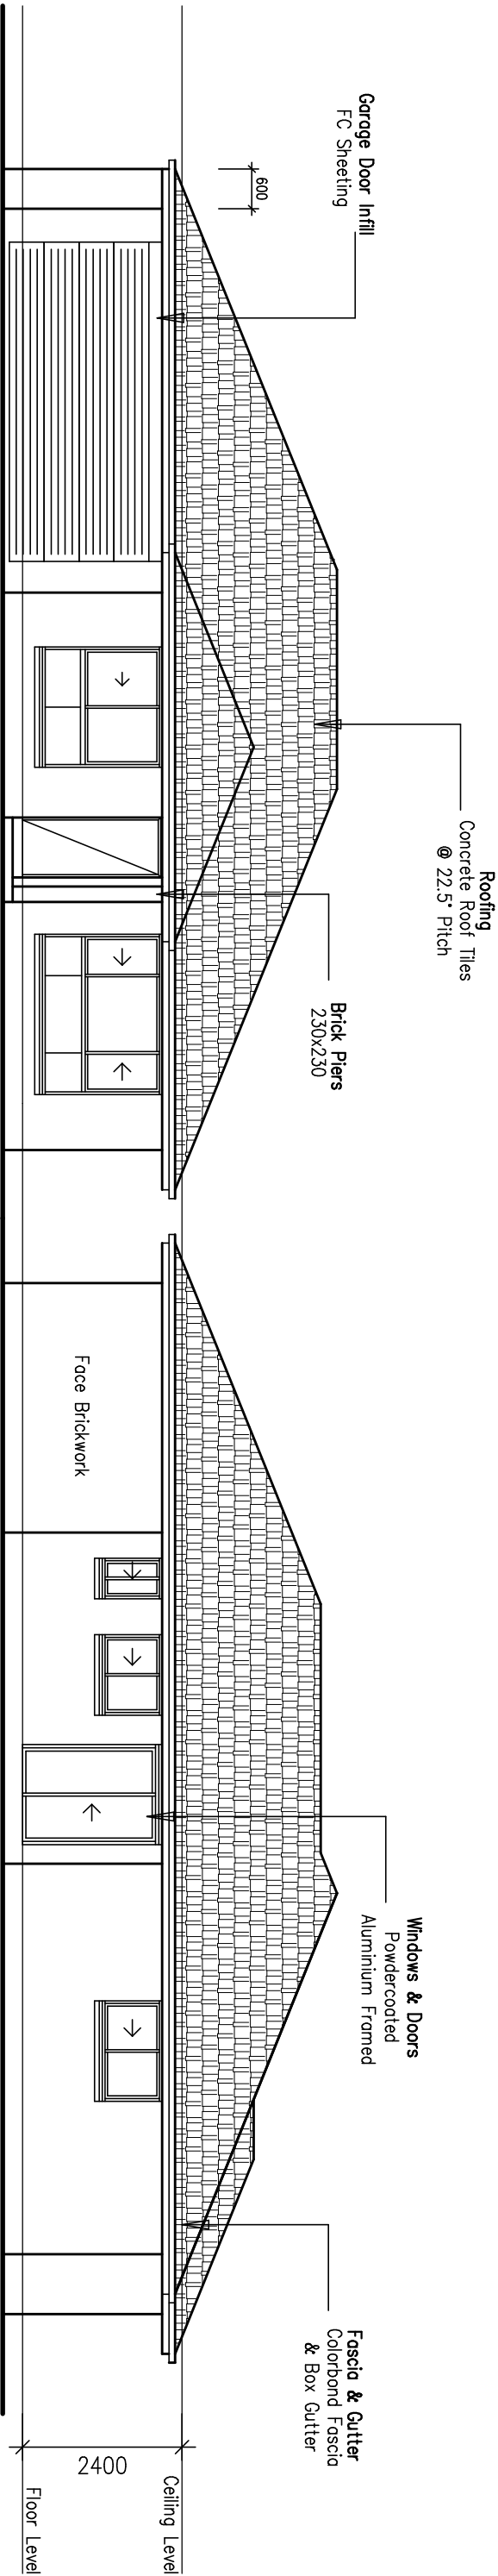 Garage Door Infill
FC Sheeting
600
Roofing
Concrete Roof Tiles
@ 22.5° Pitch
Brick Piers
230x230
Face Brickwork
Windows & Doors
Powdercoated
Aluminium Framed
Fascia & Gutter
Colorbond Fascia
& Box Gutter
2400
Ceiling Level
Floor Level